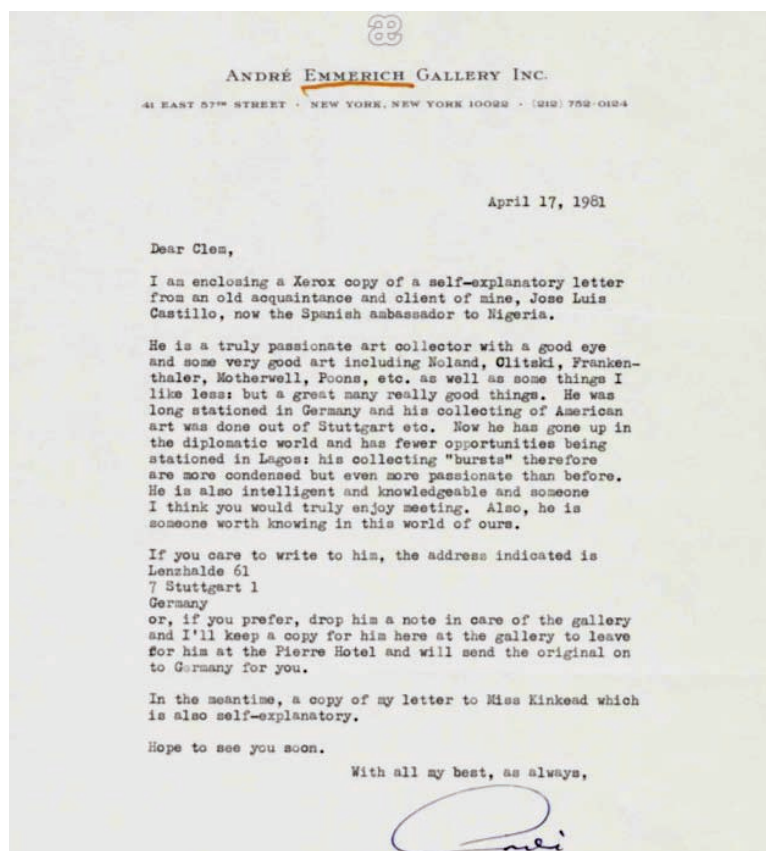 æ
ANDRÉ EMMERICH GALLERY INC.
41 EAST 57TH STREET · NEW YORK, NEW YORK 10022 · (212) 752-0124
April 17, 1981
Dear Clem,
I am enclosing a Xerox copy of a self-explanatory letter
from an old acquaintance and client of mine, Jose Luis
Castillo, now the Spanish ambassador to Nigeria.
He is a truly passionate art collector with a good eye
and some very good art including Noland, Olitski, Franken-
thaler, Motherwell, Poons, etc. as well as some things I
like less: but a great many really good things. He was
long stationed in Germany and his collecting of American
art was done out of Stuttgart etc. Now he has gone up in
the diplomatic world and has fewer opportunities being
stationed in Lagos: his collecting "bursts" therefore
are more condensed but even more passionate than before.
He is also intelligent and knowledgeable and someone
I think you would truly enjoy meeting. Also, he is
someone worth knowing in this world of ours.
If you care to write to him, the address indicated is
Lenzhalde 61
7 Stuttgart 1
Germany
or, if you prefer, drop him a note in care of the gallery
and I'll keep a copy for him here at the gallery to leave
for him at the Pierre Hotel and will send the original on
to Germany for you.
In the meantime, a copy of my letter to Miss Kinkead which
is also self-explanatory.
Hope to see you soon.
With all my best, as always,